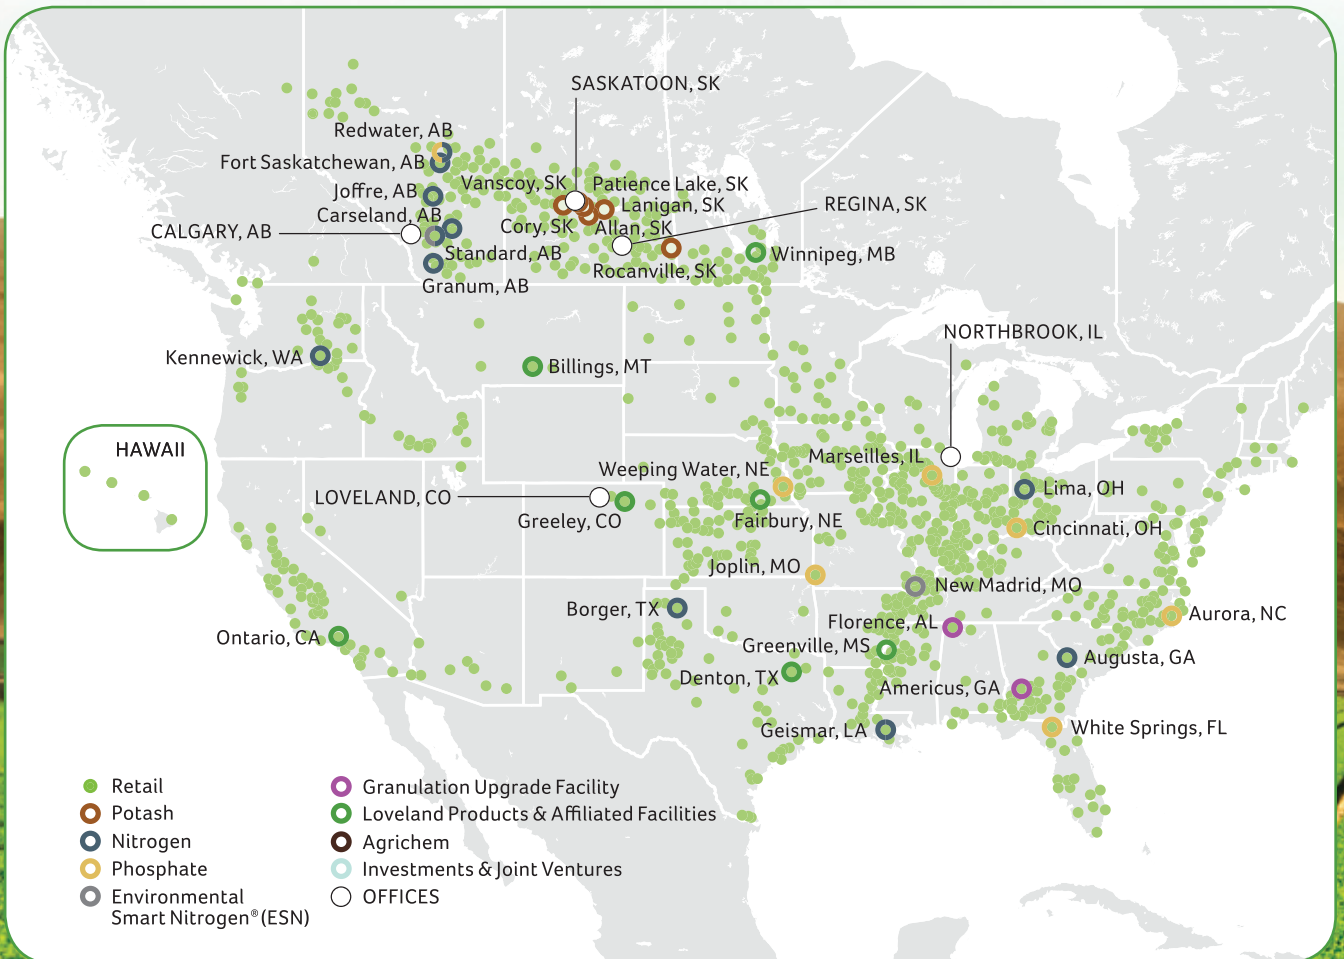 SASKATOON, SK
Redwater, AB
Fort Saskatchewan, AB
Vanscoy, SK
Patience Lake, SK
Joffre, AB
Lanigan, SK
REGINA, SK
Carseland, AB
Cory, SK
Allan, SK
CALGARY, AB
Standard, AB
Winnipeg, MB
Rocanville, SK
Granum, AB
NORTHBROOK, IL
Kennewick, WA
Billings, MT
HAWAII
Marseilles, IL
Weeping Water, NE
Lima, OH
LOVELAND, CO
Greeley, CO
Fairbury, NE
Cincinnati, OH
Joplin, MO
New Madrid, MO
Borger, TX
Florence, AL
Aurora, NC
Ontario, CA
Greenville, MS
Augusta, GA
Denton, TX
Americus, GA
Geismar, LA
White Springs, FL
Retail
Potash
Nitrogen
Phosphate
Environmental
Smart Nitrogen® (ESN)
Granulation Upgrade Facility
Loveland Products & Affiliated Facilities
Agrichem
Investments & Joint Ventures
OFFICES